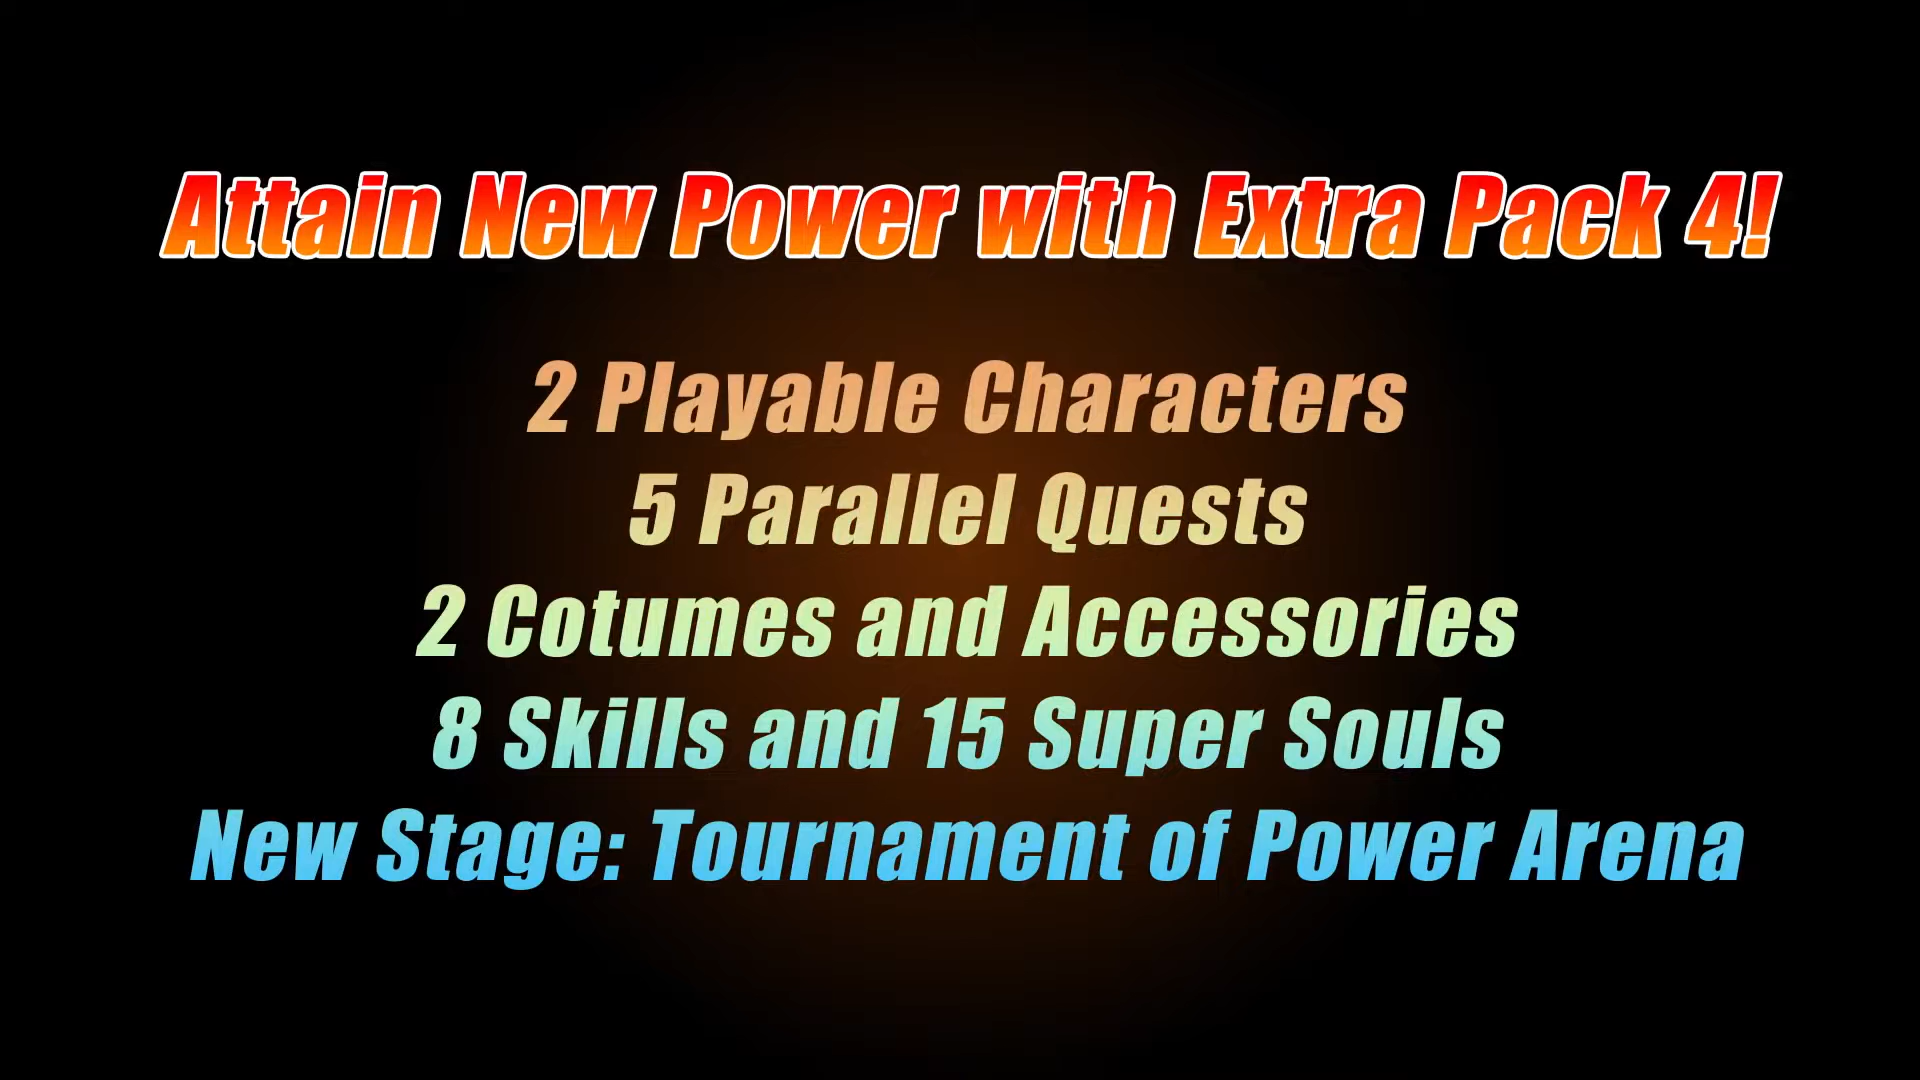 Attain New Power with Extra Pack 4!
2 Playable Characters
5 Parallel Quests
2 Cotumes and Accessories
8 Skills and 15 Super Souls
New Stage: Tournament of Power Arena